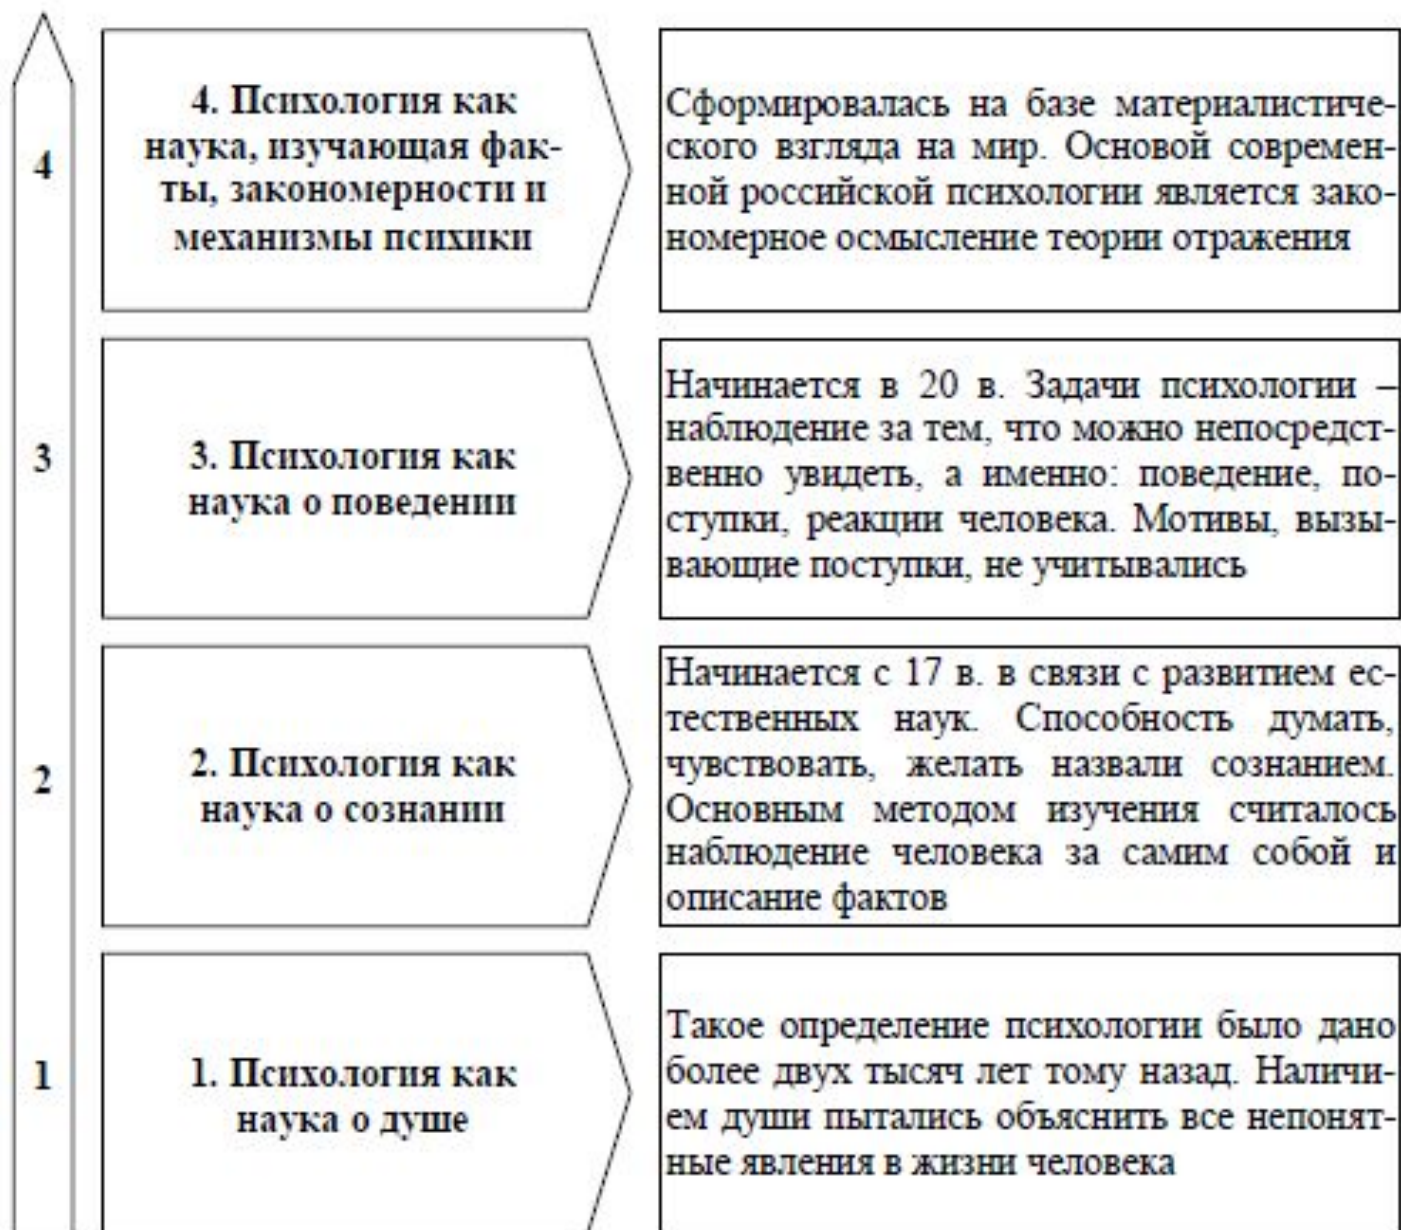 4
4. Психология как
наука, изучающая фак-
ты, закономерности и
механизмы психики
Сформировалась на базе материалистиче-
ского взгляда на мир. Основой современ-
ной российской психологии является зако-
номерное осмысление теории отражения
3
3. Психология как
наука о поведении
Начинается в 20 в. Задачи психологии –
наблюдение за тем, что можно непосредст-
венно увидеть, а именно: поведение, по-
ступки, реакции человека. Мотивы, вызы-
вающие поступки, не учитывались
2
2. Психология как
наука о сознании
Начинается с 17 в. в связи с развитием ес-
тественных наук. Способность думать,
чувствовать, желать назвали сознанием.
Основным методом изучения считалось
наблюдение человека за самим собой и
описание фактов
1
1. Психология как
наука о душе
Такое определение психологии было дано
более двух тысяч лет тому назад. Наличи-
ем души пытались объяснить все непонят-
ные явления в жизни человека